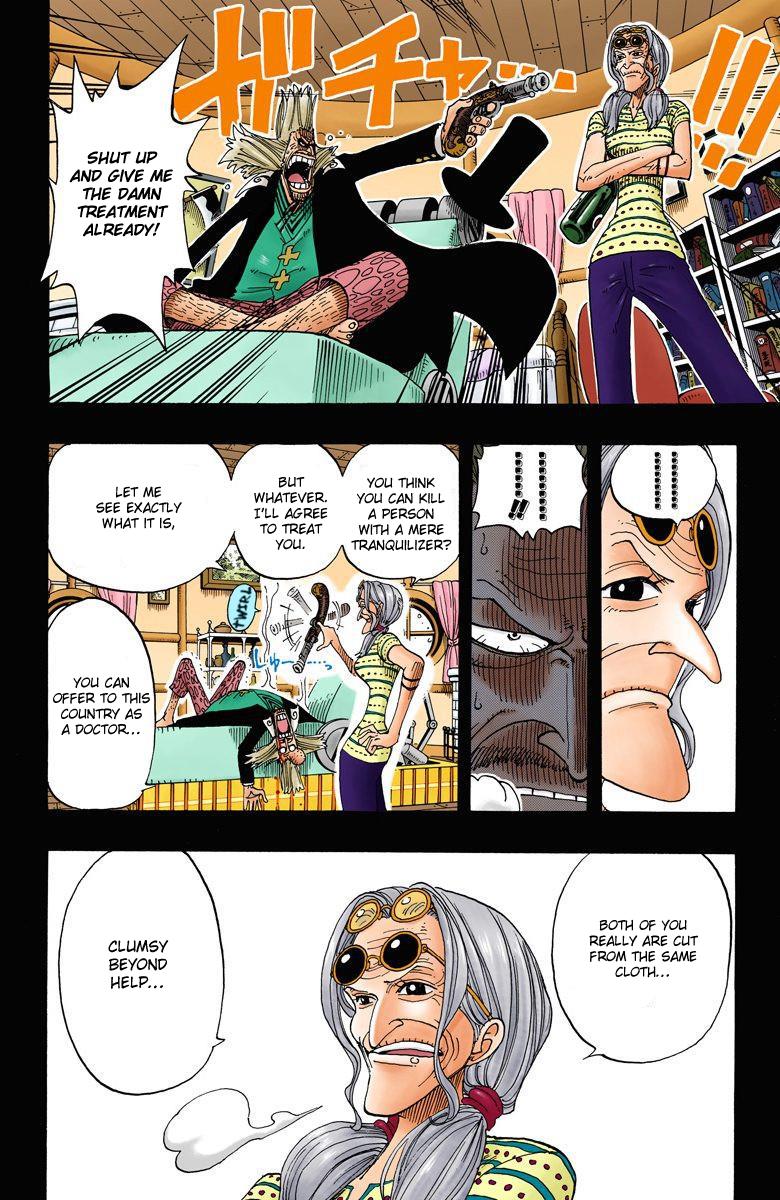 ガチャ...
!!!
...
SHUT UP
AND GIVE ME
THE DAMN
TREATMENT
ALREADY!
!!
!!
YOU THINK
YOU CAN KILL
A PERSON
WITH A MERE
TRANQUILIZER?
BUT
WHATEVER.
I'LL AGREE
TO TREAT
YOU.
LET ME
SEE EXACTLY
WHAT IT IS,
TWIRL
YOU CAN
OFFER TO THIS
COUNTRY AS
A DOCTOR...
BOTH OF YOU
REALLY ARE CUT
FROM THE SAME
CLOTH...
CLUMSY
BEYOND
HELP...